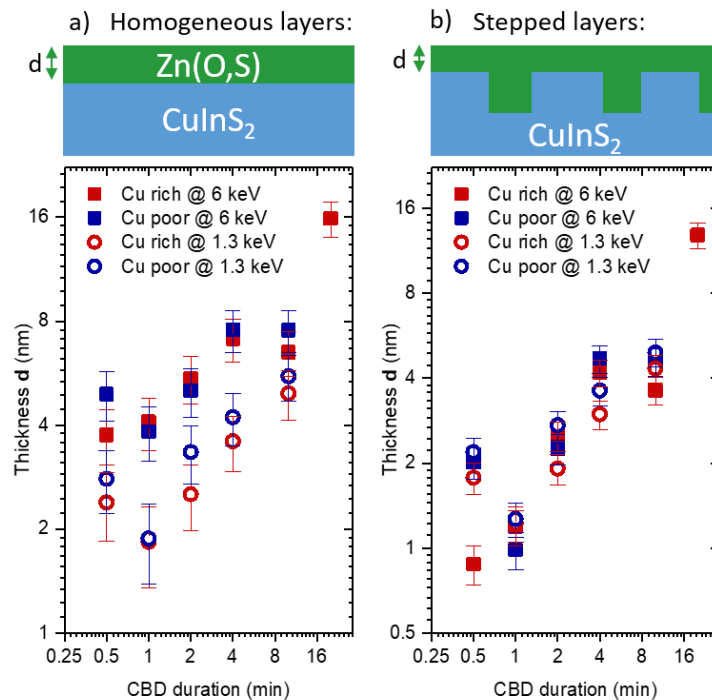 a) Homogeneous layers:
d
Zn(O,S)
CuInS₂
Cu rich @ 6 keV
Cu poor @ 6 keV
Cu rich @ 1.3 keV
Cu poor @ 1.3 keV
16
8
4
2
1
Thickness d (nm)
0.25 0.5 1 2 4 8 16
CBD duration (min)
b) Stepped layers:
d
CuInS₂
Cu rich @ 6 keV
Cu poor @ 6 keV
Cu rich @ 1.3 keV
Cu poor @ 1.3 keV
16
8
4
2
1
0.5
Thickness d (nm)
0.25 0.5 1 2 4 8 16
CBD duration (min)